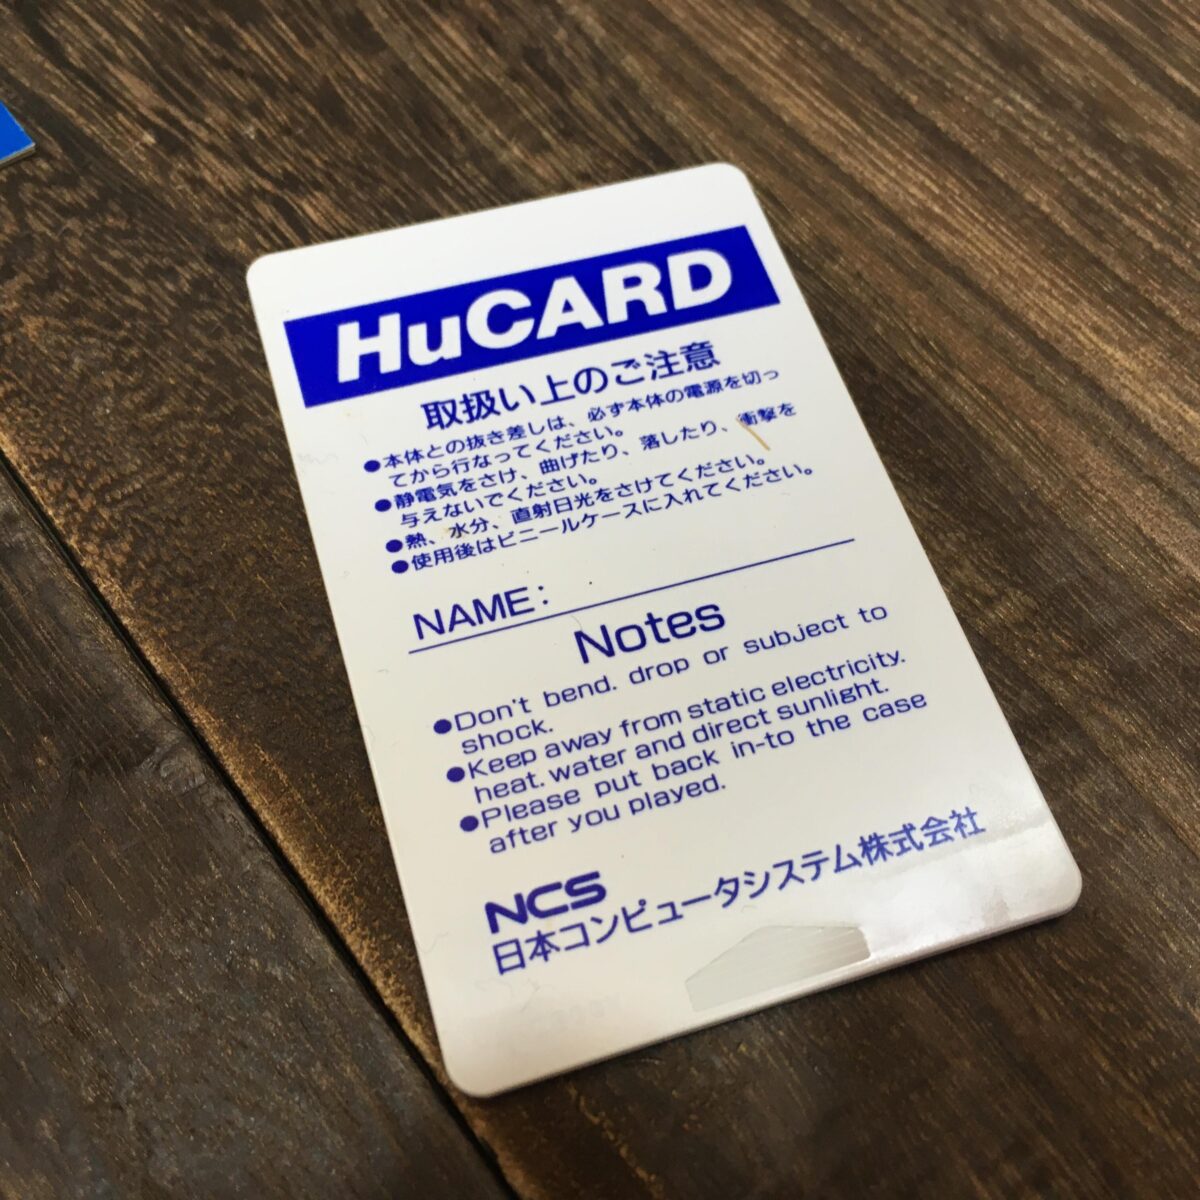 HuCARD
取扱い上のご注意
●本体との抜き差しは、必ず本体の電源を切っ
てから行なってください。
●静電気をさけ、曲げたり、落したり、衝撃を
与えないでください。
●熱、水分、直射日光をさけてください。
●使用後はビニールケースに入れてください。
NAME:
Notes
●Don't bend. drop or subject to
shock.
●Keep away from static electricity.
heat. water and direct sunlight.
●Please put back in-to the case
after you played.
NCS
日本コンピュータシステム株式会社